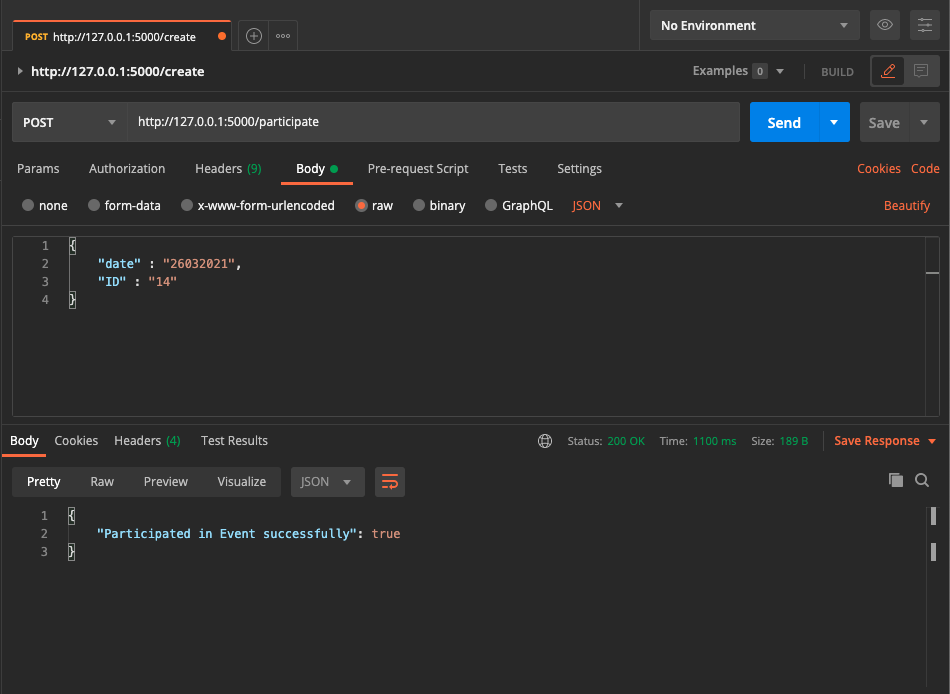 POST http://127.0.0.1:5000/create
No Environment
http://127.0.0.1:5000/create
Examples 0
BUILD
POST
http://127.0.0.1:5000/participate
Send
Save
Params Authorization Headers (9) Body Pre-request Script Tests Settings Cookies Code
none form-data x-www-form-urlencoded raw binary GraphQL JSON Beautify
1 {
2 "date" : "26032021",
3 "ID" : "14"
4 }
Body Cookies Headers (4) Test Results Status: 200 OK Time: 1100 ms Size: 189 B Save Response
Pretty Raw Preview Visualize JSON
1 {
2 "Participated in Event successfully": true
3 }